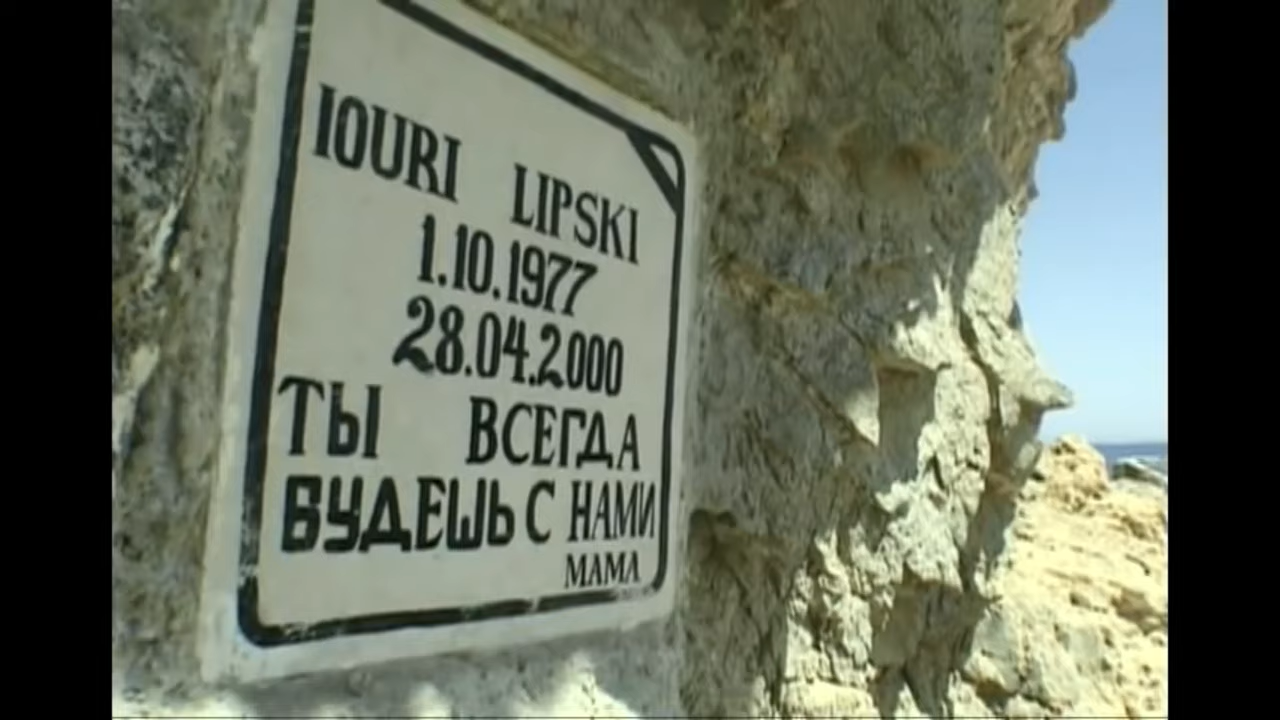 IOURI LIPSKI
1.10.1977
28.04.2000
ТЫ ВСЕГДА
БУДЕШЬ С НАМИ
МАМА